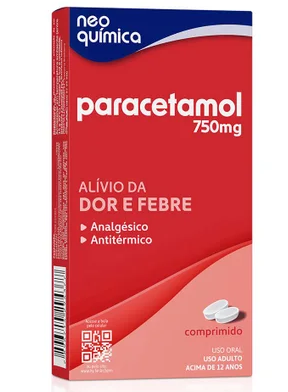 neo
química
paracetamol
750mg
ALÍVIO DA
DOR E FEBRE
Analgésico
Antitérmico
comprimido
USO ORAL
USO ADULTO
ACIMA DE 12 ANOS